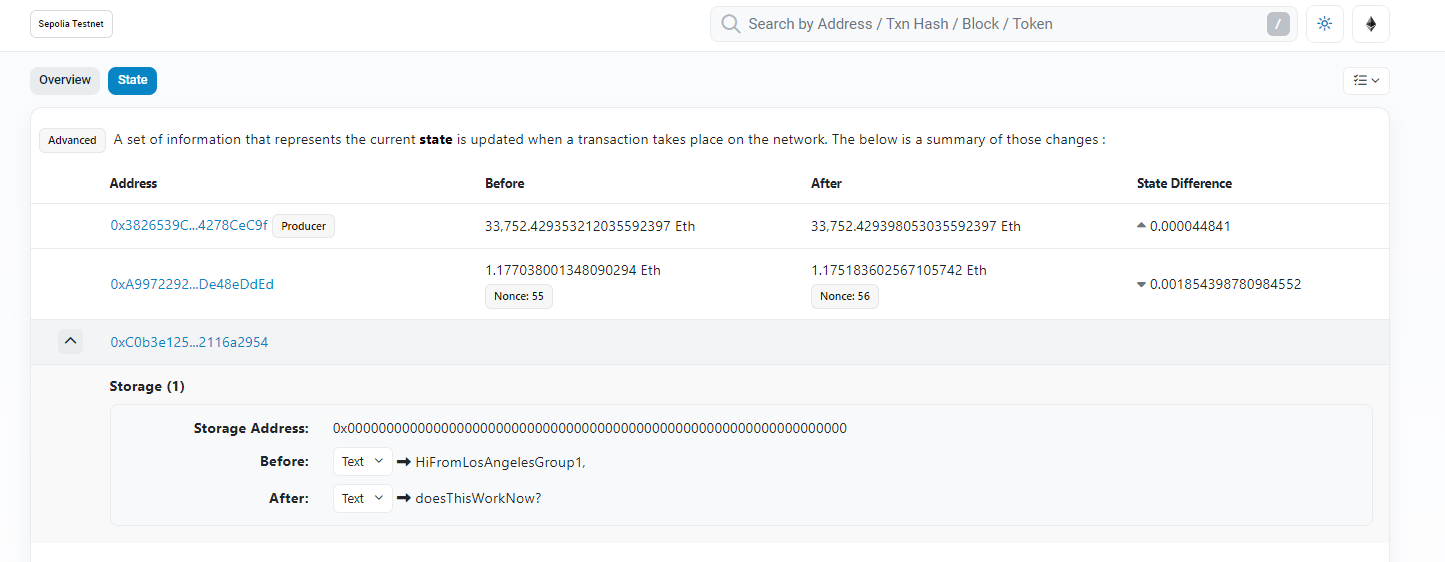 Sepolia Testnet
Search by Address / Txn Hash / Block / Token
/
Overview State
Advanced A set of information that represents the current state is updated when a transaction takes place on the network. The below is a summary of those changes :
Address Before After State Difference
0x3826539C...4278CeC9f Producer 33,752.429353212035592397 Eth 33,752.429398053035592397 Eth 0.000044841
0xA9972292...De48eDdEd 1.177038001348090294 Eth Nonce: 55 1.175183602567105742 Eth Nonce: 56 0.001854398780984552
0xC0b3e125...2116a2954
Storage (1)
Storage Address: 0x0000000000000000000000000000000000000000000000000000000000000000
Before: Text ➡ HiFromLosAngelesGroup1,
After: Text ➡ doesThisWorkNow?